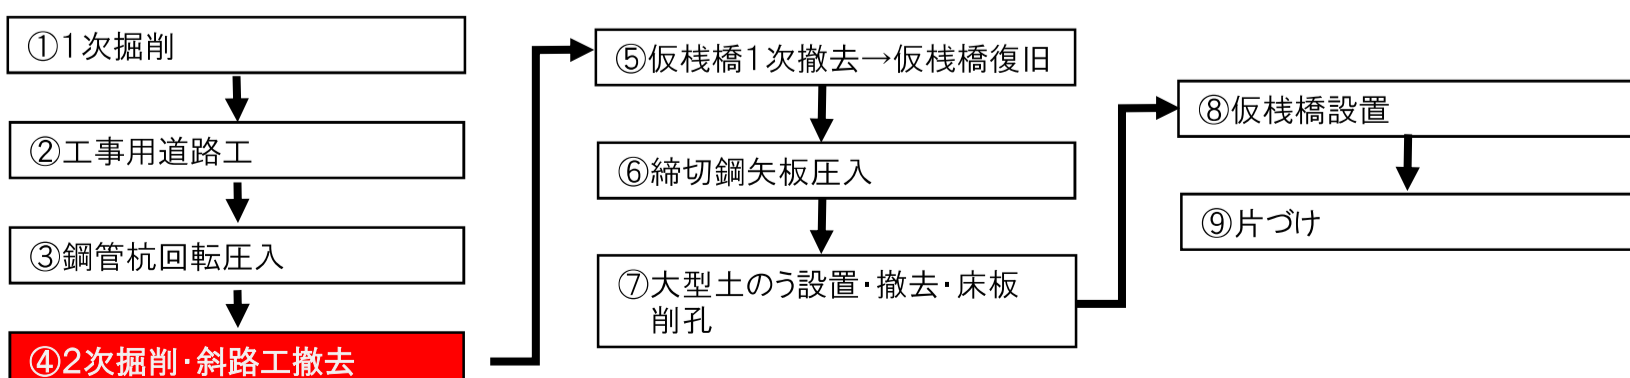 ①1次掘削
②工事用道路工
③鋼管杭回転圧入
④2次掘削・斜路工撤去
⑤仮桟橋1次撤去→仮桟橋復旧
⑥締切鋼矢板圧入
⑦大型土のう設置・撤去・床板
削孔
⑧仮桟橋設置
⑨片づけ